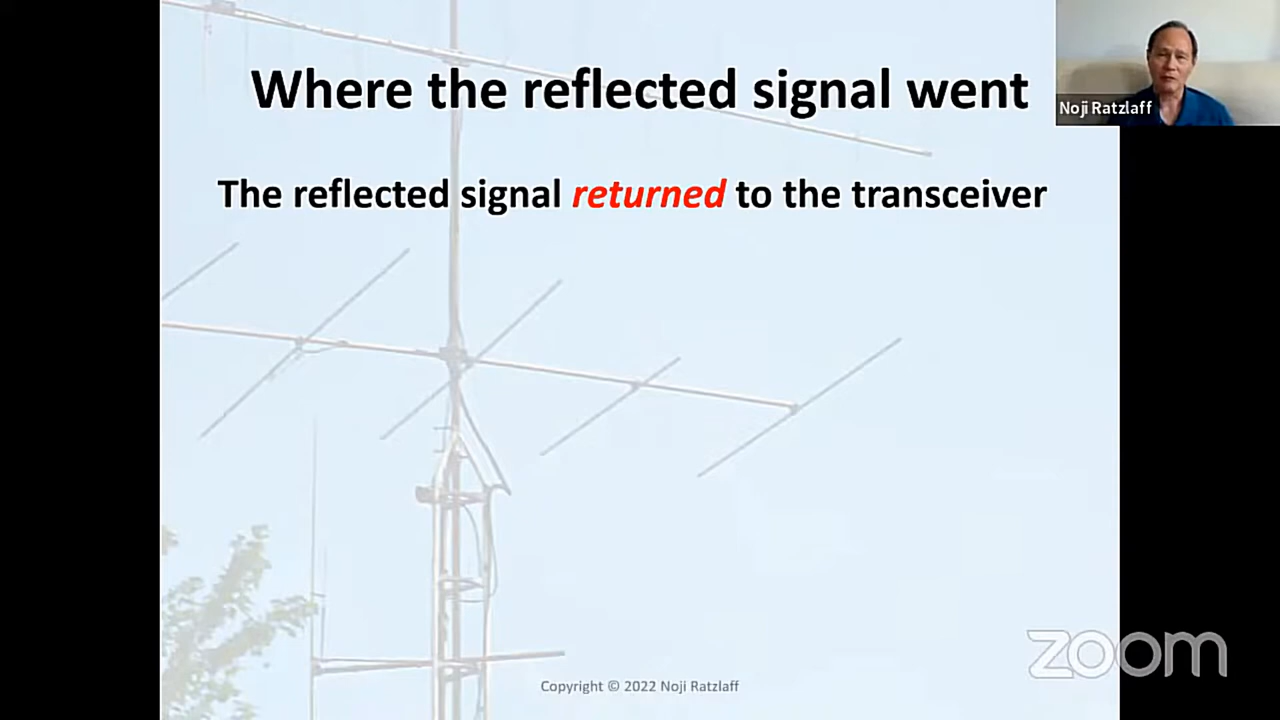 Where the reflected signal went
Noji Ratzlaff
The reflected signal returned to the transceiver
zoom
Copyright © 2022 Noji Ratzlaff